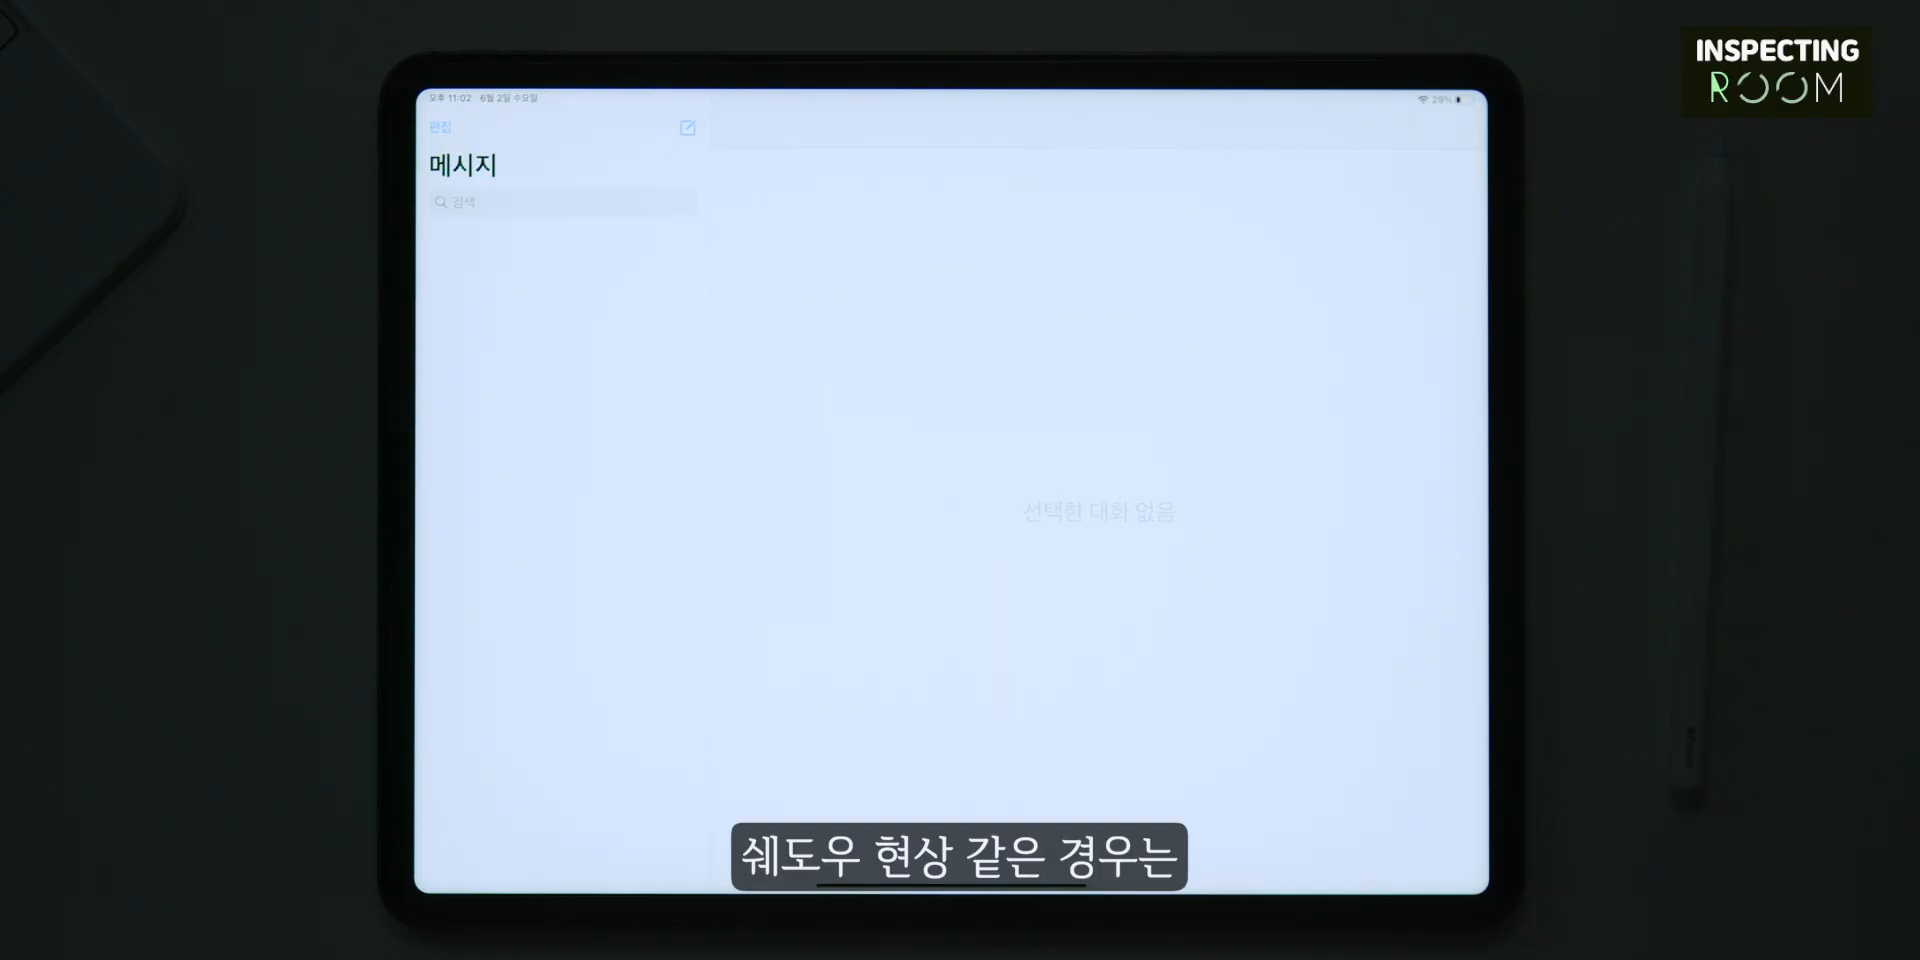 INSPECTING
ROOM
오후 11:02 6월 2일 수요일
29%
편집
메시지
검색
선택한 대화 없음
쉐도우 현상 같은 경우는